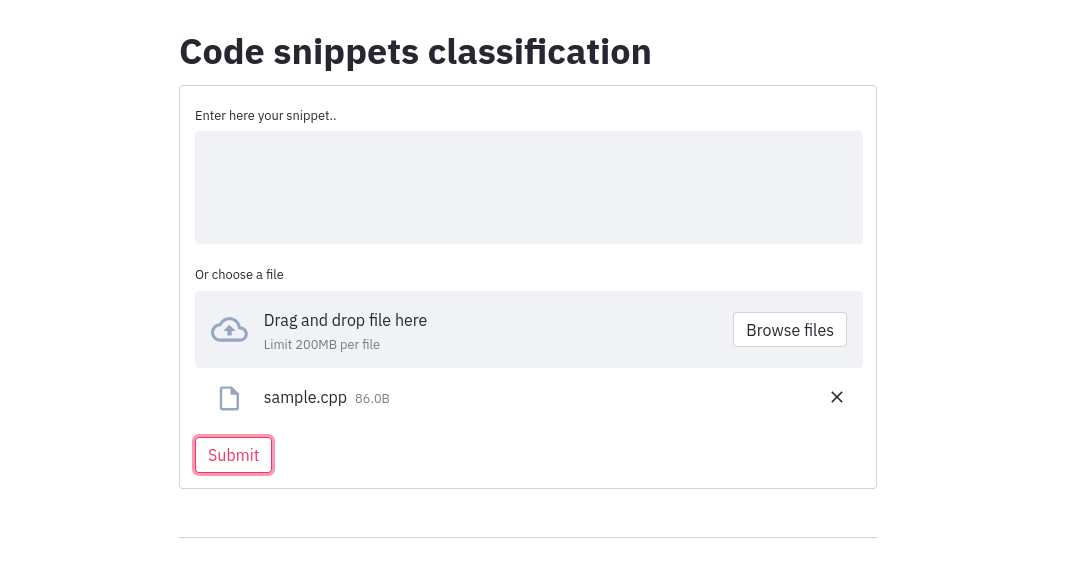 Code snippets classification
Enter here your snippet..
Or choose a file
Drag and drop file here
Limit 200MB per file
Browse files
sample.cpp 86.0B
Submit